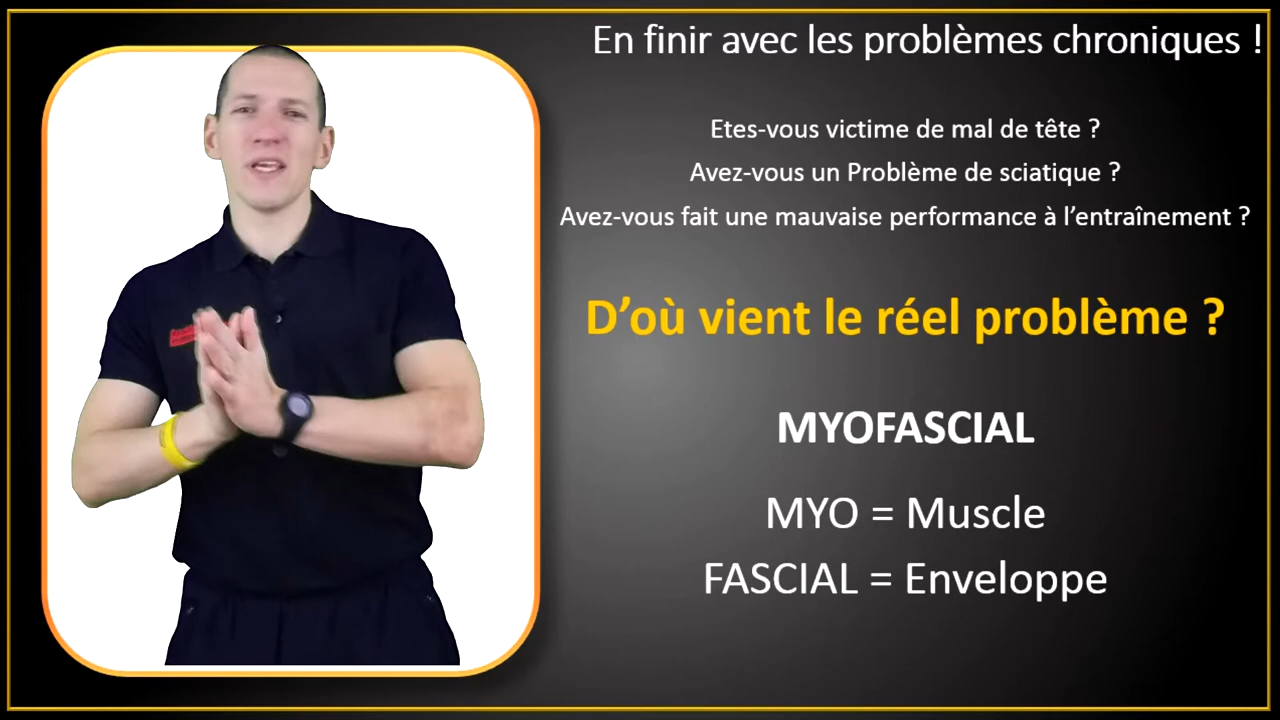 En finir avec les problèmes chroniques !
Etes-vous victime de mal de tête ?
Avez-vous un Problème de sciatique ?
Avez-vous fait une mauvaise performance à l’entraînement ?
D’où vient le réel problème ?
MYOFASCIAL
MYO = Muscle
FASCIAL = Enveloppe